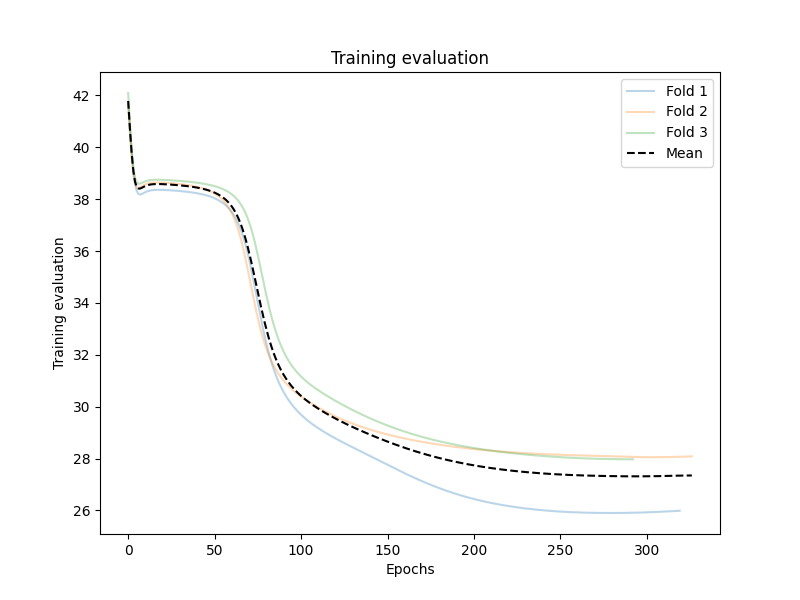 Training evaluation
Fold 1
Fold 2
Fold 3
Mean
Training evaluation
42
40
38
36
34
32
30
28
26
0 50 100 150 200 250 300
Epochs